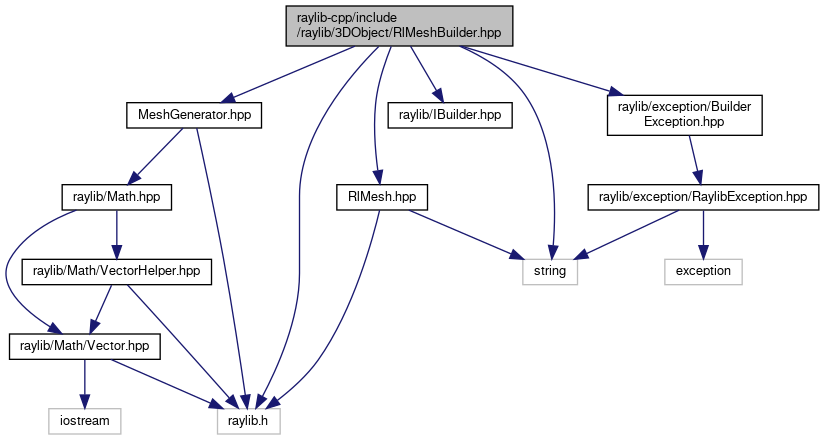 raylib-cpp/include
/raylib/3DObject/RlMeshBuilder.hpp
MeshGenerator.hpp
raylib/IBuilder.hpp
raylib/exception/Builder
Exception.hpp
raylib/Math.hpp
RlMesh.hpp
raylib/exception/RaylibException.hpp
raylib/Math/VectorHelper.hpp
string
exception
raylib/Math/Vector.hpp
iostream
raylib.h